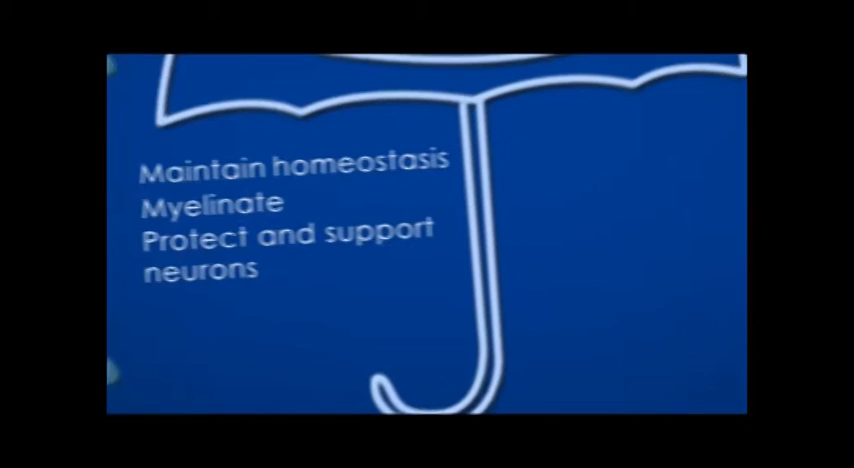 Maintain homeostasis
Myelinate
Protect and support
neurons